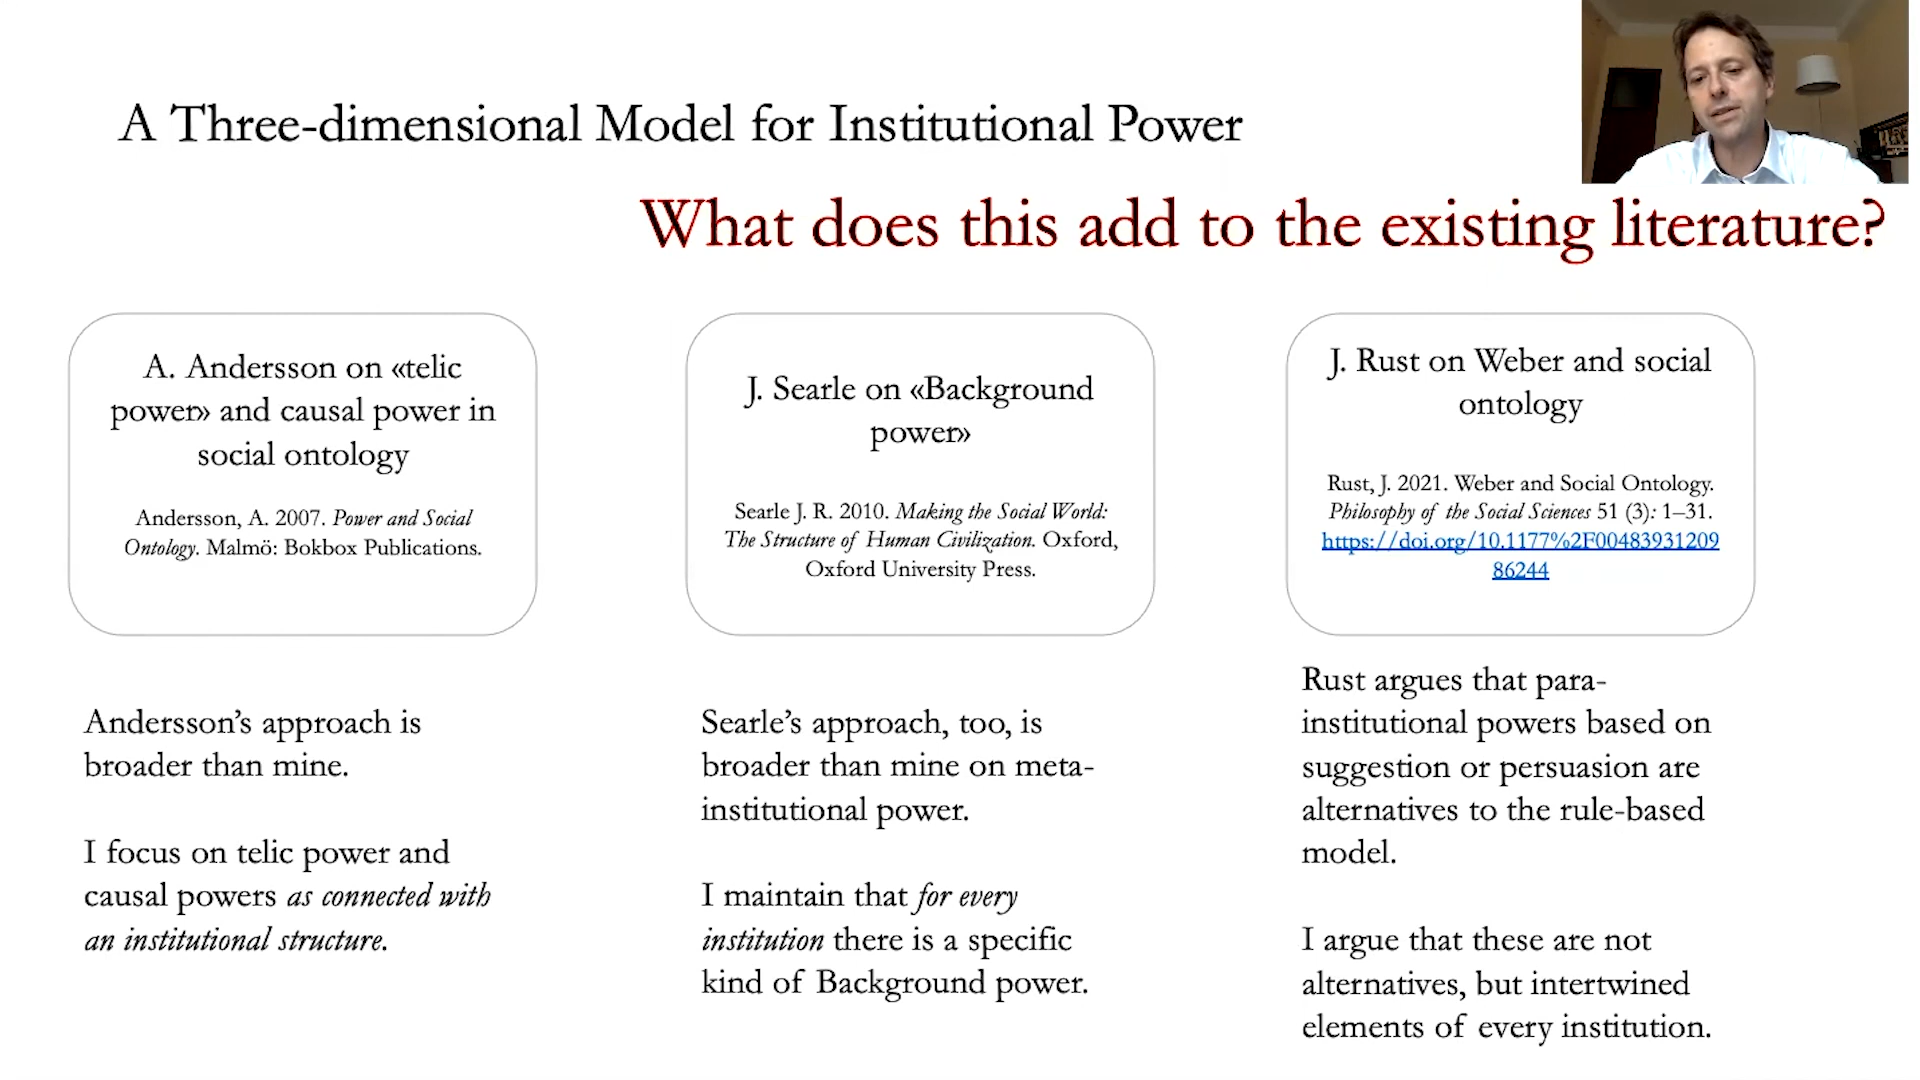 A Three-dimensional Model for Institutional Power
What does this add to the existing literature?
A. Andersson on «telic
power» and causal power in
social ontology
Andersson, A. 2007. Power and Social
Ontology. Malmö: Bokbox Publications.
Andersson's approach is
broader than mine.
I focus on telic power and
causal powers as connected with
an institutional structure.
J. Searle on «Background
power»
Searle J. R. 2010. Making the Social World:
The Structure of Human Civilization. Oxford,
Oxford University Press.
Searle's approach, too, is
broader than mine on meta-
institutional power.
I maintain that for every
institution there is a specific
kind of Background power.
J. Rust on Weber and social
ontology
Rust, J. 2021. Weber and Social Ontology.
Philosophy of the Social Sciences 51 (3): 1–31.
https://doi.org/10.1177%2F00483931209
86244
Rust argues that para-
institutional powers based on
suggestion or persuasion are
alternatives to the rule-based
model.
I argue that these are not
alternatives, but intertwined
elements of every institution.